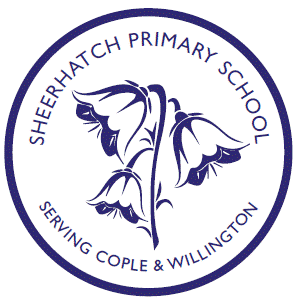 SHEERHATCH PRIMARY SCHOOL
SERVING COPLE & WILLINGTON